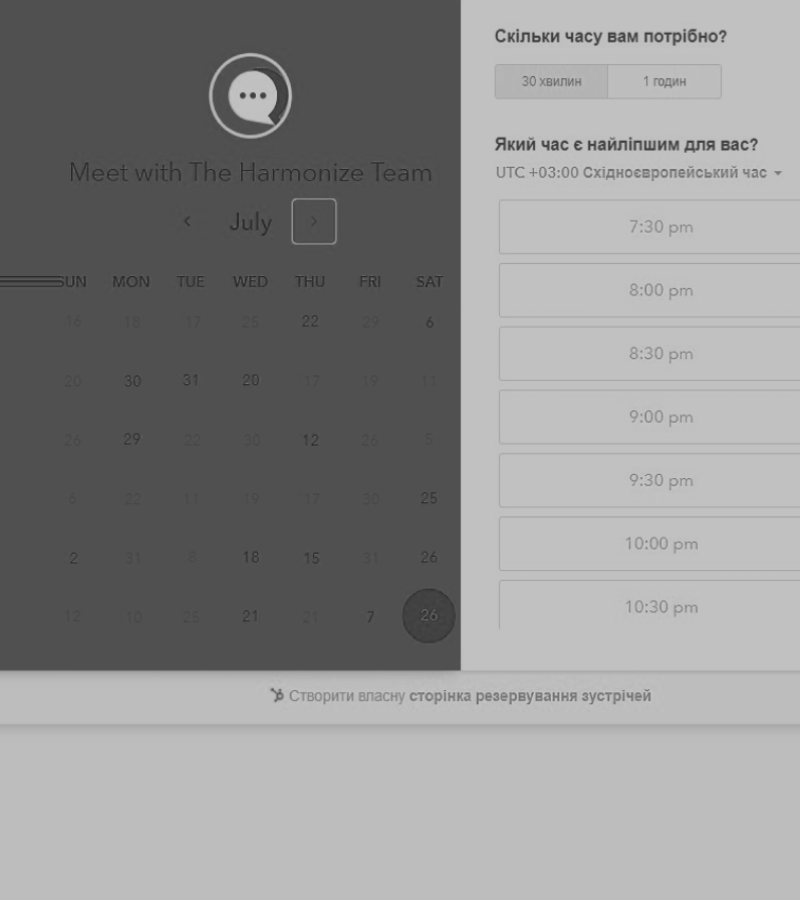 Meet with The Harmonize Team
July
SUN MON TUE WED THU FRI SAT
16 15 17 25 22 29 6
20 30 31 20 17 19 11
26 29 22 30 12 26 5
6 22 11 19 17 30 25
2 31 8 18 15 31 26
12 10 25 21 21 7 26
Скільки часу вам потрібно?
30 хвилин 1 годин
Який час є найліпшим для вас?
UTC +03:00 Східноєвропейський час
7:30 pm
8:00 pm
8:30 pm
9:00 pm
9:30 pm
10:00 pm
10:30 pm
Створити власну сторінка резервування зустрічей